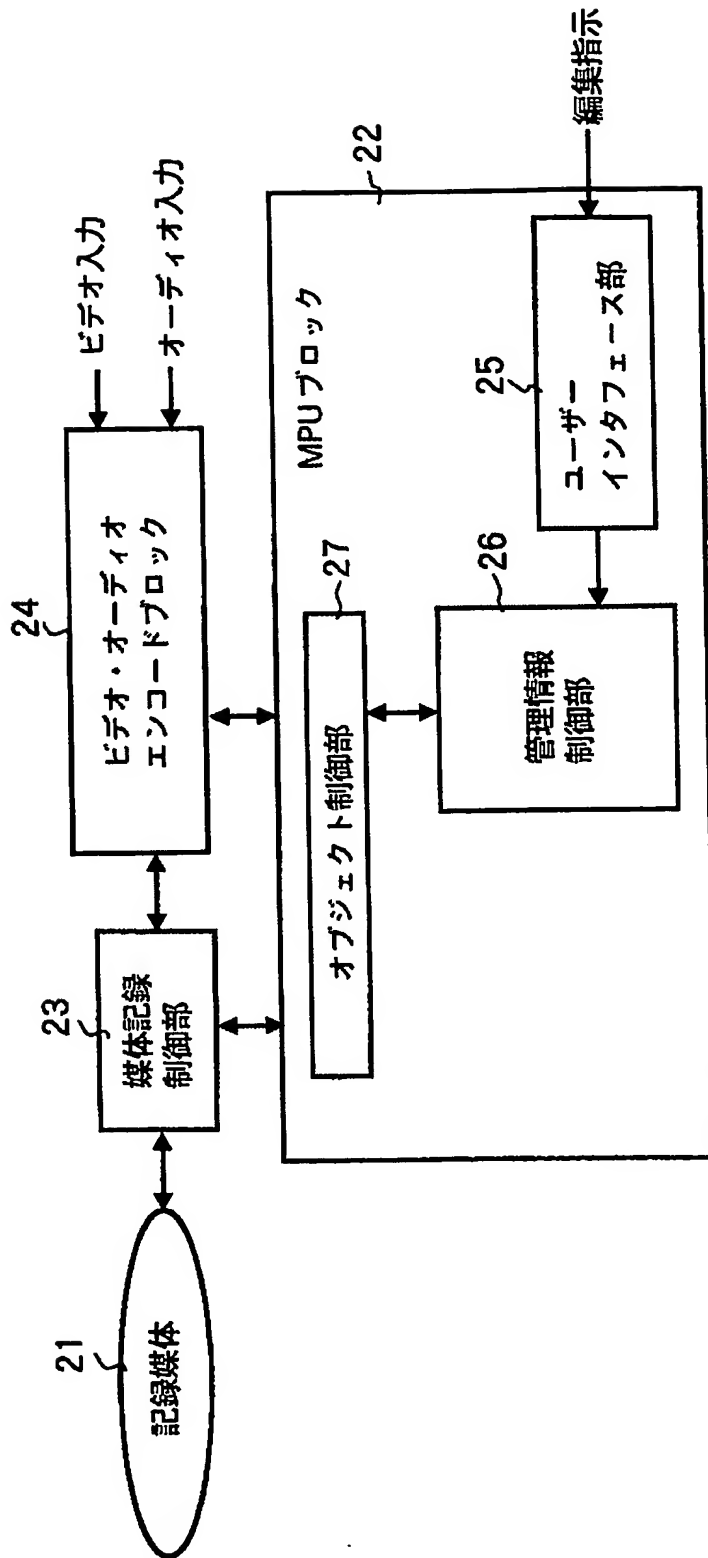 21
記録媒体
23
媒体記録
制御部
24
ビデオ・オーディオ
エンコードブロック
ビデオ入力
オーディオ入力
22
MPUブロック
27
オブジェクト制御部
26
管理情報
制御部
25
ユーザー
インタフェース部
編集指示